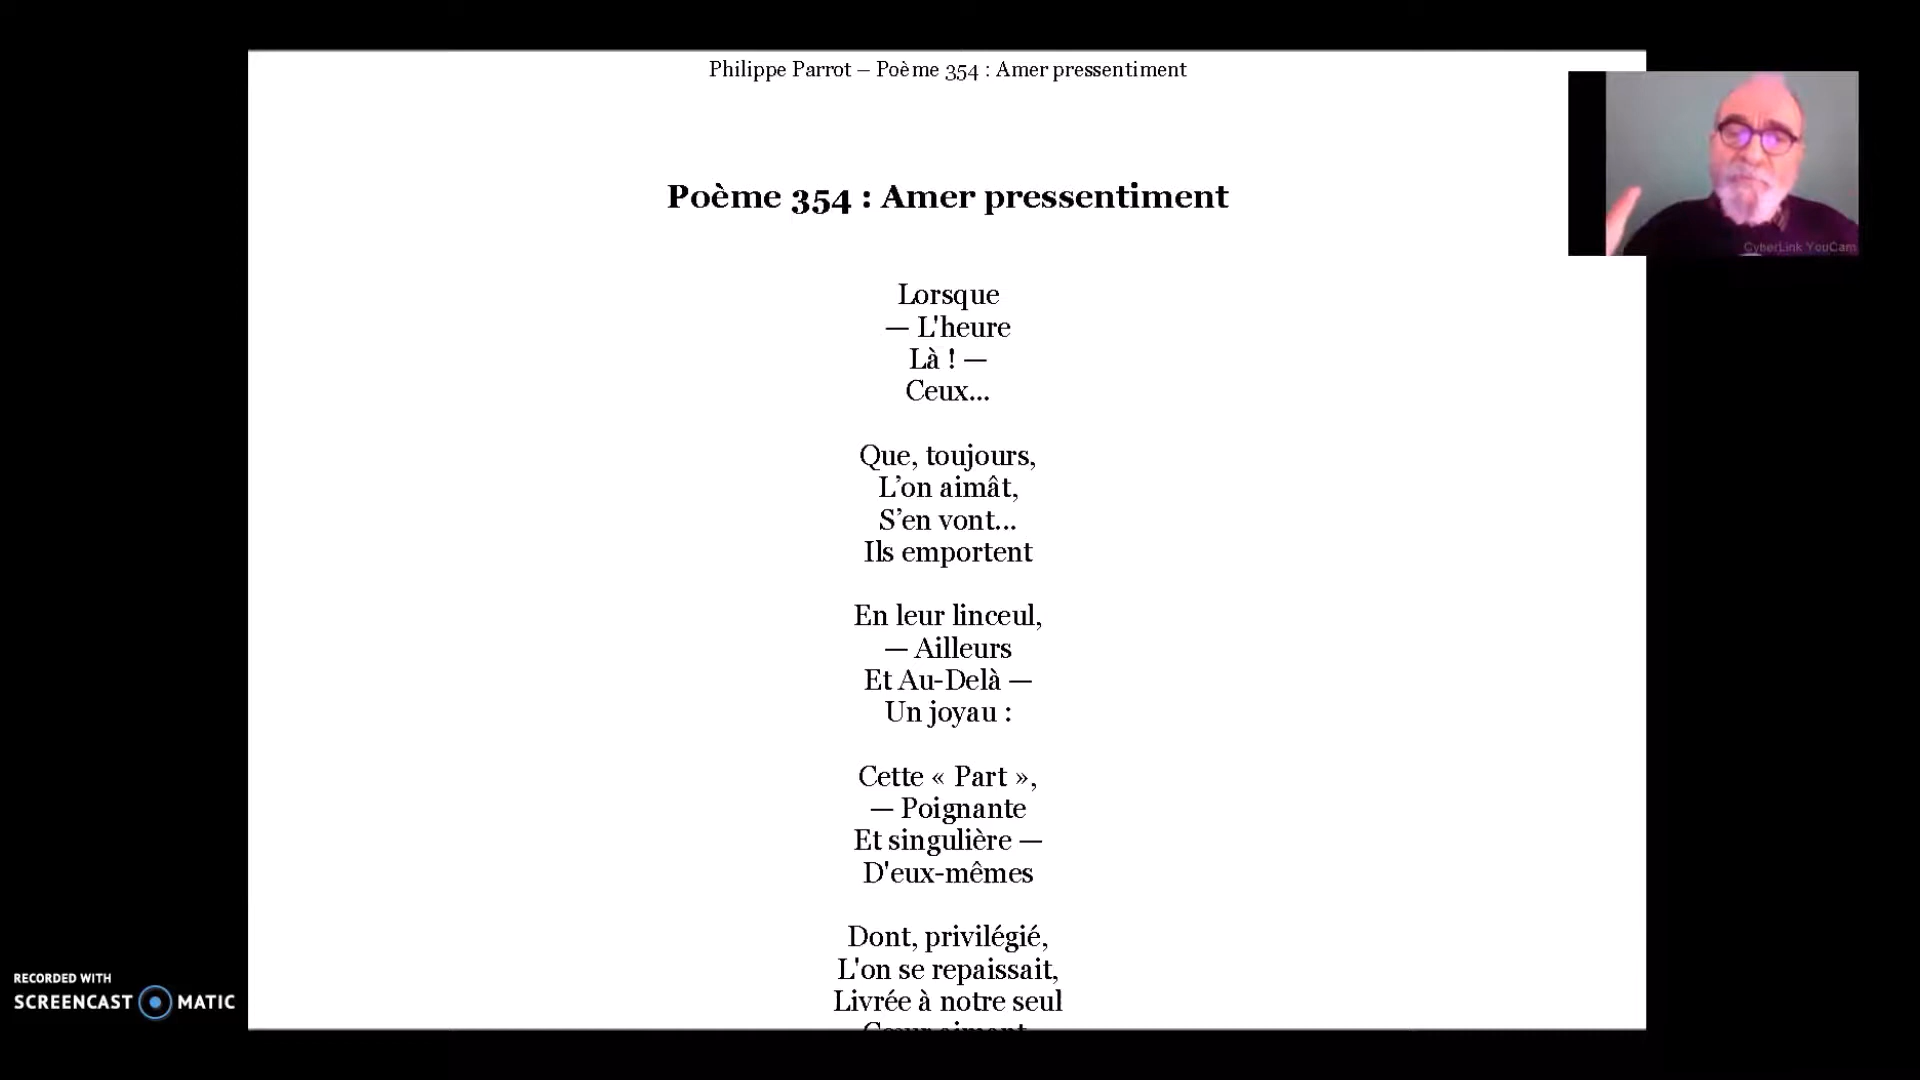 Philippe Parrot – Poème 354 : Amer pressentiment
Poème 354 : Amer pressentiment
Lorsque
— L'heure
Là ! —
Ceux...
Que, toujours,
L’on aimât,
S’en vont...
Ils emportent
En leur linceul,
— Ailleurs
Et Au-Delà —
Un joyau :
Cette « Part »,
— Poignante
Et singulière —
D'eux-mêmes
Dont, privilégié,
L'on se repaissait,
Livrée à notre seul
Cœur aimant
CyberLink YouCam
RECORDED WITH
SCREENCAST MATIC